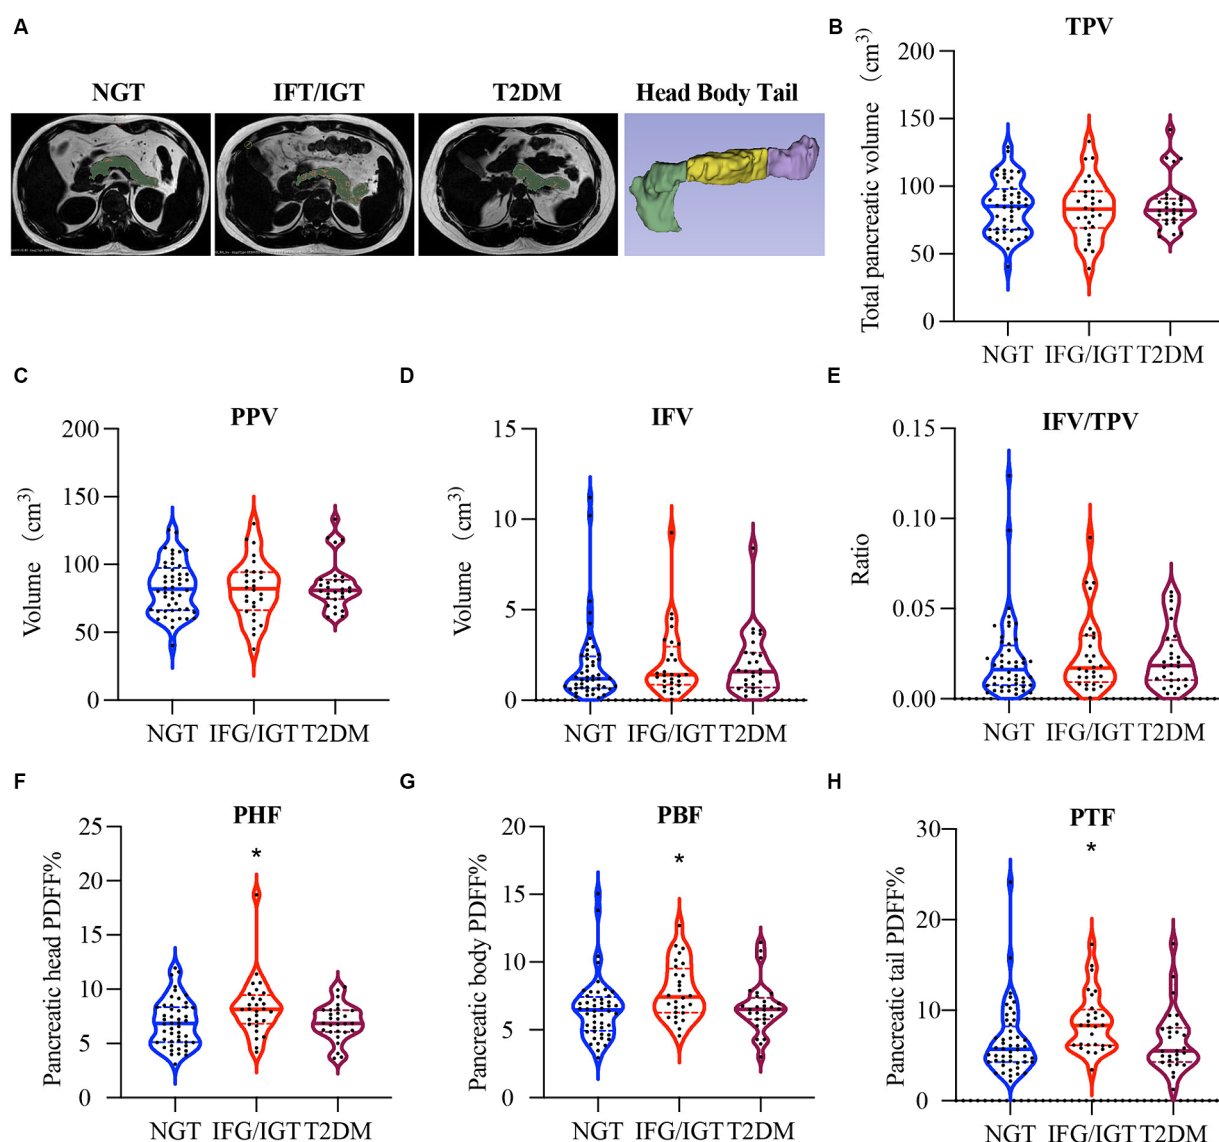 A
NGT
IFT/IGT
T2DM
Head Body Tail
B
TPV
Total pancreatic volume (cm³)
200
150
100
50
0
NGT IFG/IGT T2DM
C
PPV
Volume (cm³)
200
150
100
50
0
NGT IFG/IGT T2DM
D
IFV
Volume (cm³)
15
10
5
0
NGT IFG/IGT T2DM
E
IFV/TPV
Ratio
0.15
0.10
0.05
0.00
NGT IFG/IGT T2DM
F
PHF
*
Pancreatic head PDFF%
25
20
15
10
5
0
NGT IFG/IGT T2DM
G
PBF
*
Pancreatic body PDFF%
20
15
10
5
0
NGT IFG/IGT T2DM
H
PTF
*
Pancreatic tail PDFF%
30
20
10
0
NGT IFG/IGT T2DM